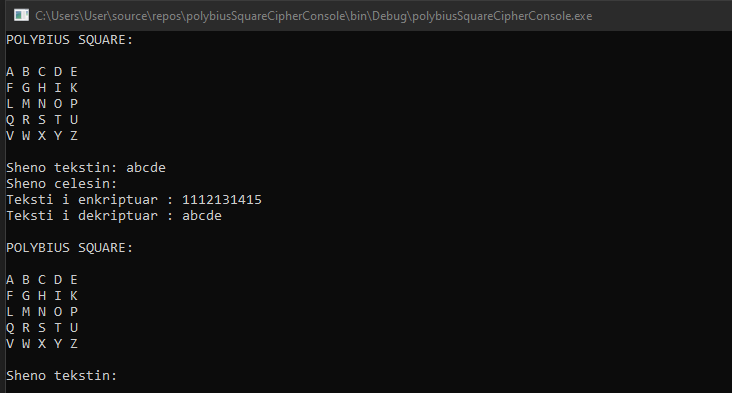 C:\Users\User\source\repos\polybiusSquareCipherConsole\bin\Debug\polybiusSquareCipherConsole.exe
POLYBIUS SQUARE:
A B C D E
F G H I K
L M N O P
Q R S T U
V W X Y Z
Sheno tekstin: abcde
Sheno celesin:
Teksti i enkriptuar : 1112131415
Teksti i dekriptuar : abcde
POLYBIUS SQUARE:
A B C D E
F G H I K
L M N O P
Q R S T U
V W X Y Z
Sheno tekstin: